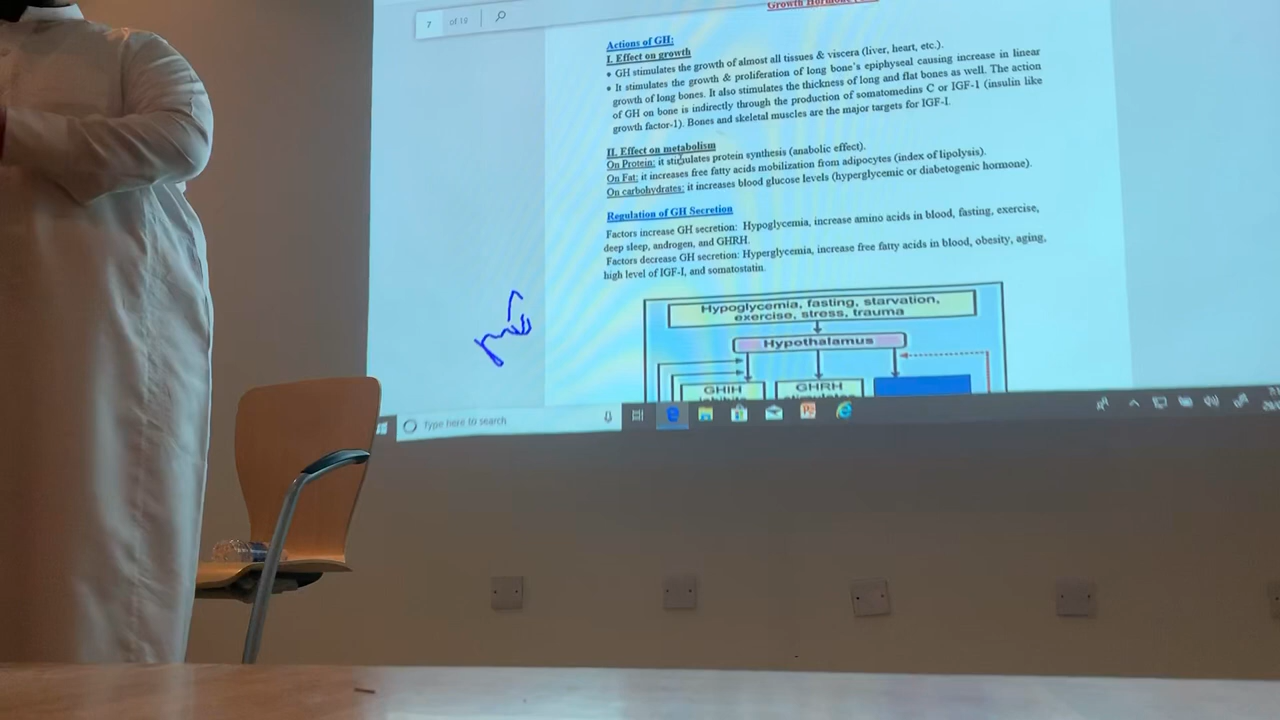 7 of 19
Growth Hormone
Actions of GH:
I. Effect on growth
• GH stimulates the growth of almost all tissues & viscera (liver, heart, etc.).
• It stimulates the growth & proliferation of long bone's epiphyseal causing increase in linear
growth of long bones. It also stimulates the thickness of long and flat bones as well. The action
of GH on bone is indirectly through the production of somatomedins C or IGF-1 (insulin like
growth factor-1). Bones and skeletal muscles are the major targets for IGF-I.
II. Effect on metabolism
On Protein: it stimulates protein synthesis (anabolic effect).
On Fat: it increases free fatty acids mobilization from adipocytes (index of lipolysis).
On carbohydrates: it increases blood glucose levels (hyperglycemic or diabetogenic hormone).
Regulation of GH Secretion
Factors increase GH secretion: Hypoglycemia, increase amino acids in blood, fasting, exercise,
deep sleep, androgen, and GHRH.
Factors decrease GH secretion: Hyperglycemia, increase free fatty acids in blood, obesity, aging,
high level of IGF-I, and somatostatin.
Hypoglycemia, fasting, starvation,
exercise, stress, trauma
Hypothalamus
GHIH GHRH
Type here to search